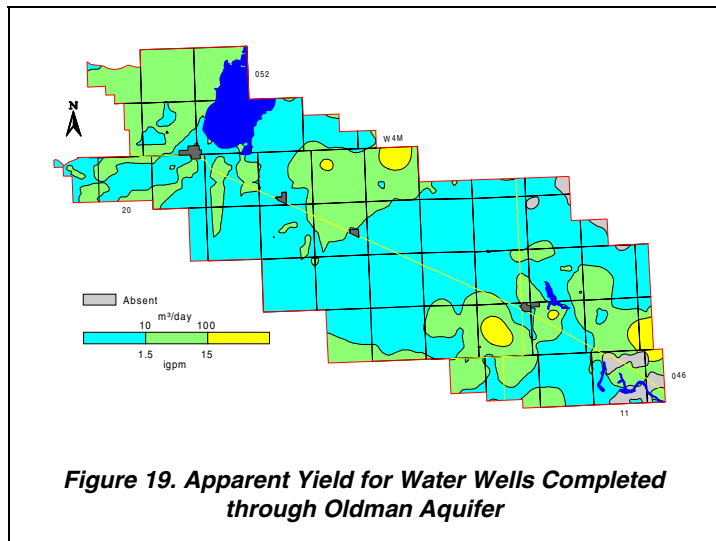 052
N
W4M
20
Absent
m³/day
10 100
1.5 15
igpm
046
11
Figure 19. Apparent Yield for Water Wells Completed
through Oldman Aquifer